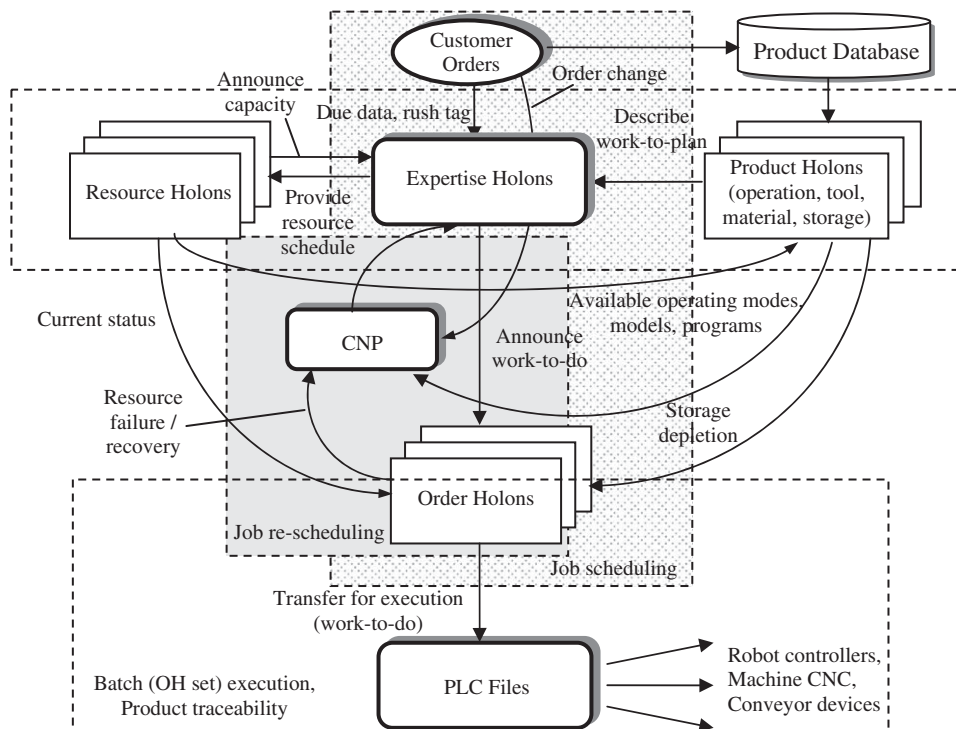 Customer
Orders
Product Database
Order change
Announce
capacity
Due data, rush tag
Describe
work-to-plan
Resource Holons
Expertise Holons
Product Holons
(operation, tool,
material, storage)
Provide
resource
schedule
Current status
CNP
Available operating modes,
models, programs
Announce
work-to-do
Resource
failure /
recovery
Storage
depletion
Order Holons
Job re-scheduling
Job scheduling
Transfer for execution
(work-to-do)
Batch (OH set) execution,
Product traceability
PLC Files
Robot controllers,
Machine CNC,
Conveyor devices